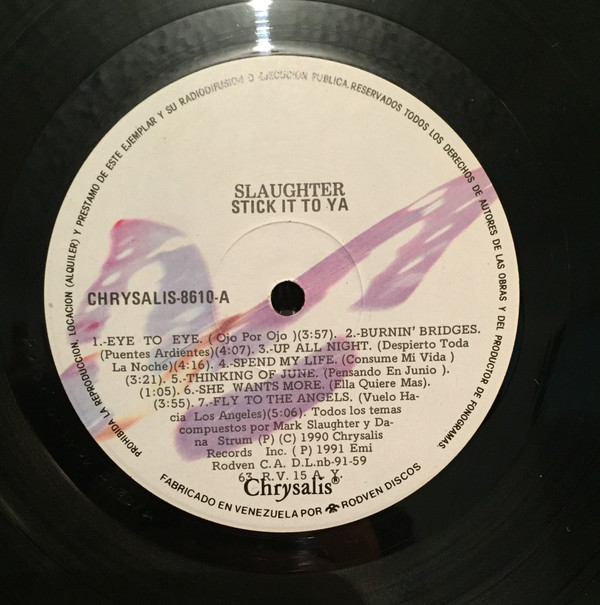 PROHIBIDA LA REPRODUCCION, LOCACION (ALQUILER) Y PRESTAMO DE ESTE EJEMPLAR Y SU RADIODIFUSION O EJECUCION PUBLICA. RESERVADOS TODOS LOS DERECHOS DE AUTORES DE LAS OBRAS Y DEL PRODUCTOR DE FONOGRAMAS
SLAUGHTER
STICK IT TO YA
CHRYSALIS-8610-A
1.-EYE TO EYE. ( Ojo Por Ojo )(3:57). 2.-BURNIN' BRIDGES.
(Puentes Ardientes)(4:07). 3.-UP ALL NIGHT. (Despierto Toda
La Noche)(4:16). 4.-SPEND MY LIFE. (Consume Mi Vida )
(3:21). 5.-THINKING OF JUNE. (Pensando En Junio ).
(1:05). 6.-SHE WANTS MORE. (Ella Quiere Mas).
(3:55). 7.-FLY TO THE ANGELS. (Vuelo Ha-
cia Los Angeles)(5:06). Todos los temas
compuestos por Mark Slaughter y Da-
na Strum (P) (C) 1990 Chrysalis
Records Inc. ( P) 1991 Emi
Rodven C.A. D.L.nb-91-59
63. R.V. 15 A. Y.
Chrysalis®
FABRICADO EN VENEZUELA POR RODVEN DISCOS